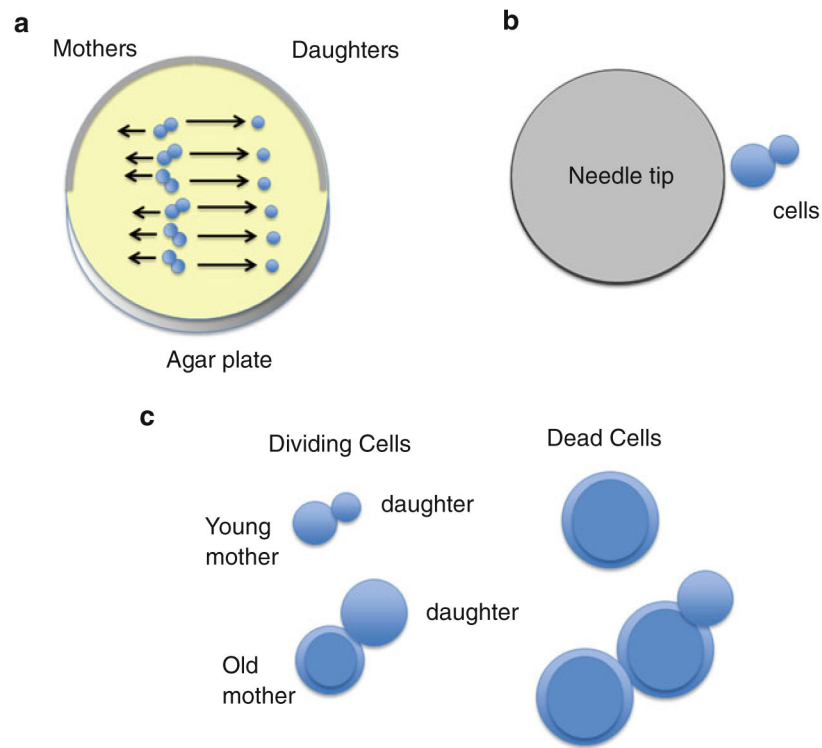 a
Mothers
Daughters
Agar plate
b
Needle tip
cells
c
Dividing Cells
Dead Cells
daughter
Young
mother
daughter
Old
mother